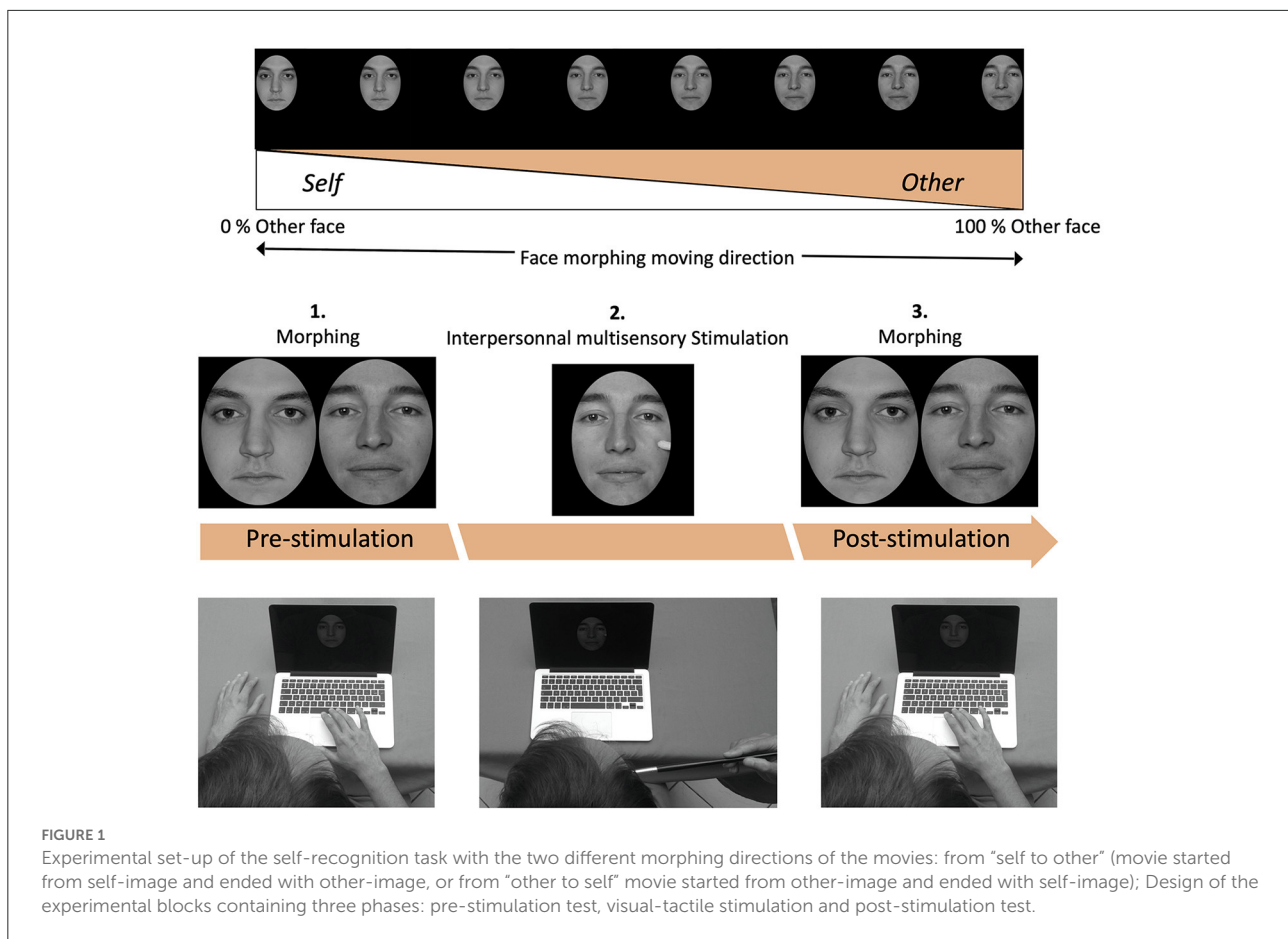 Self
Other
0 % Other face
100 % Other face
Face morphing moving direction
1.
Morphing
2.
Interpersonnal multisensory Stimulation
3.
Morphing
Pre-stimulation
Post-stimulation
FIGURE 1
Experimental set-up of the self-recognition task with the two different morphing directions of the movies: from “self to other” (movie started
from self-image and ended with other-image, or from “other to self” movie started from other-image and ended with self-image); Design of the
experimental blocks containing three phases: pre-stimulation test, visual-tactile stimulation and post-stimulation test.